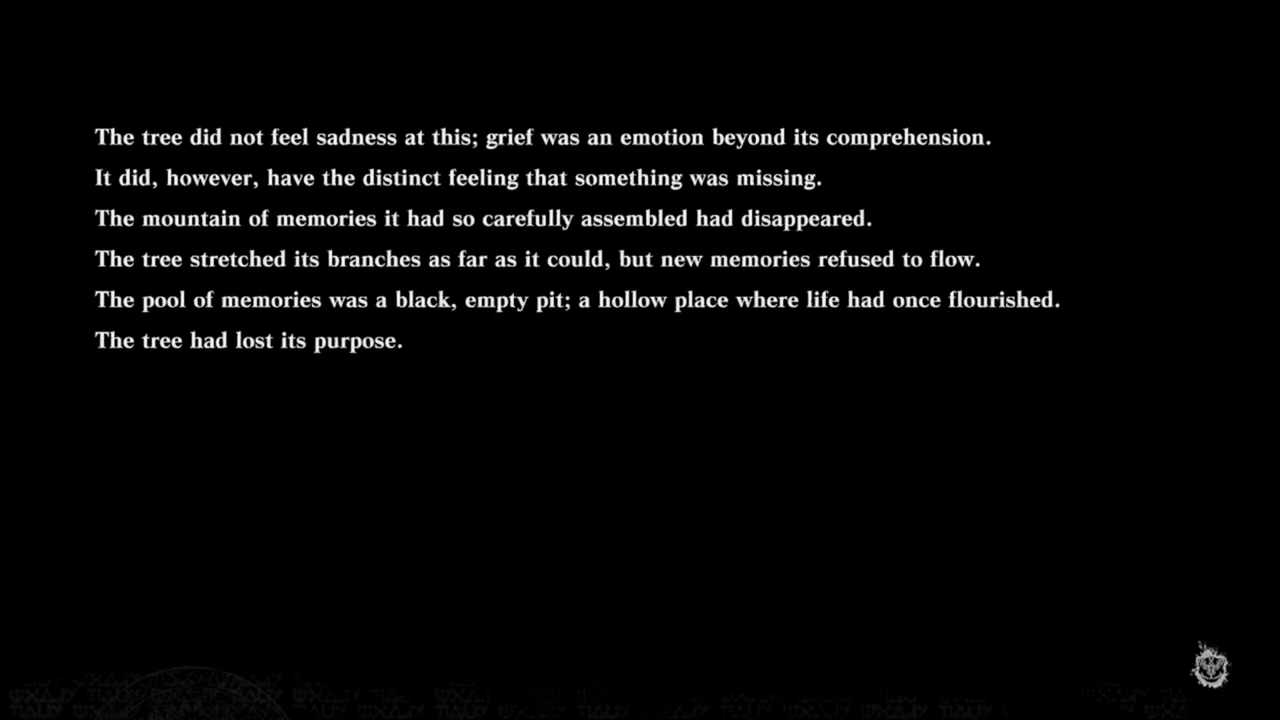 The tree did not feel sadness at this; grief was an emotion beyond its comprehension.
It did, however, have the distinct feeling that something was missing.
The mountain of memories it had so carefully assembled had disappeared.
The tree stretched its branches as far as it could, but new memories refused to flow.
The pool of memories was a black, empty pit; a hollow place where life had once flourished.
The tree had lost its purpose.